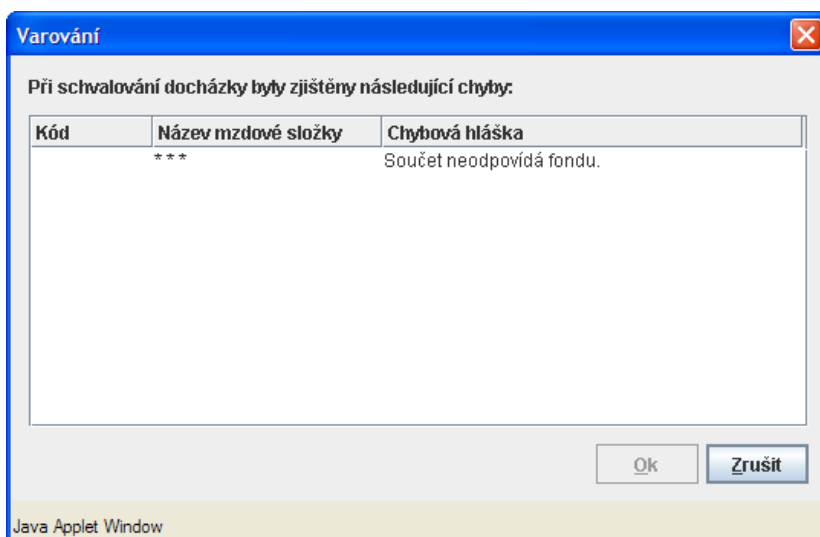 Varování
Při schvalování docházky byly zjištěny následující chyby:
Kód Název mzdové složky Chybová hláška
* * * Součet neodpovídá fondu.
Ok Zrušit
Java Applet Window